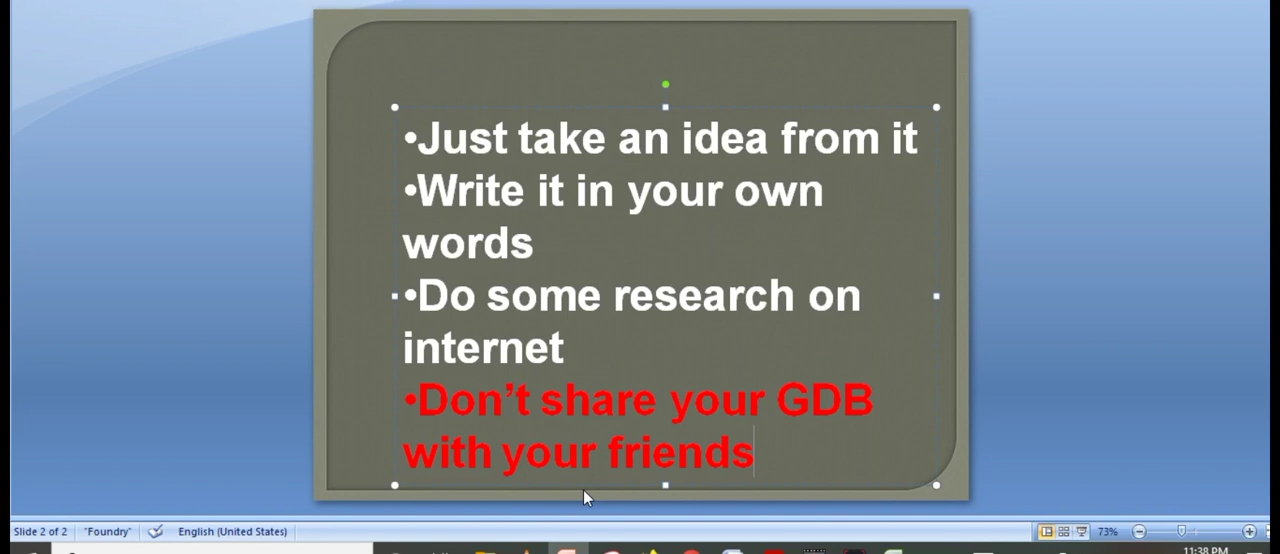 •Just take an idea from it
•Write it in your own
words
•Do some research on
internet
•Don’t share your GDB
with your friends
Slide 2 of 2 "Foundry" English (United States) 73%
11:38 PM